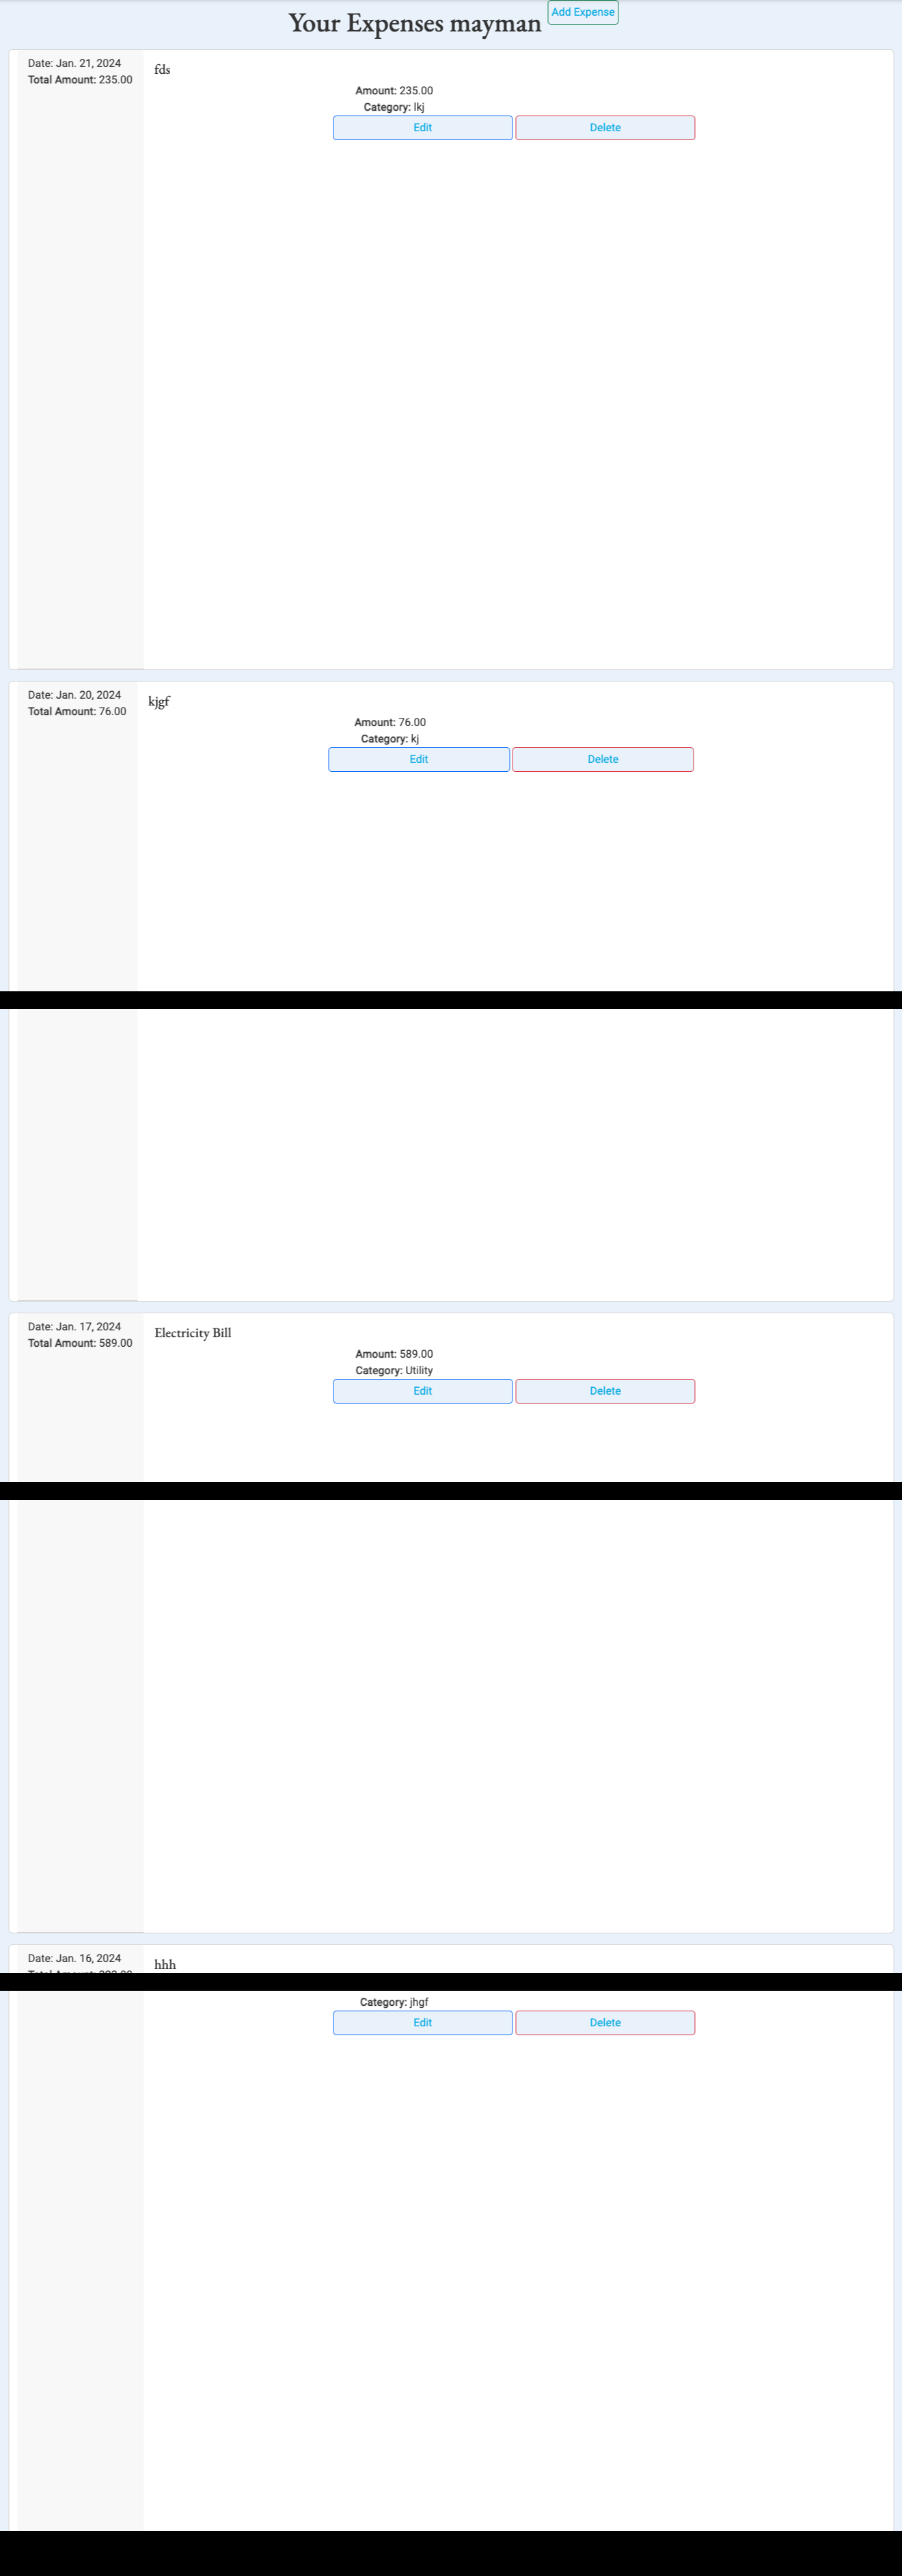 Your Expenses mayman
Add Expense
Date: Jan. 21, 2024
Total Amount: 235.00
fds
Amount: 235.00
Category: lkj
Edit
Delete
Date: Jan. 20, 2024
Total Amount: 76.00
kjgf
Amount: 76.00
Category: kj
Edit
Delete
Date: Jan. 17, 2024
Total Amount: 589.00
Electricity Bill
Amount: 589.00
Category: Utility
Edit
Delete
Date: Jan. 16, 2024
Total Amount:
hhh
Category: jhgf
Edit
Delete